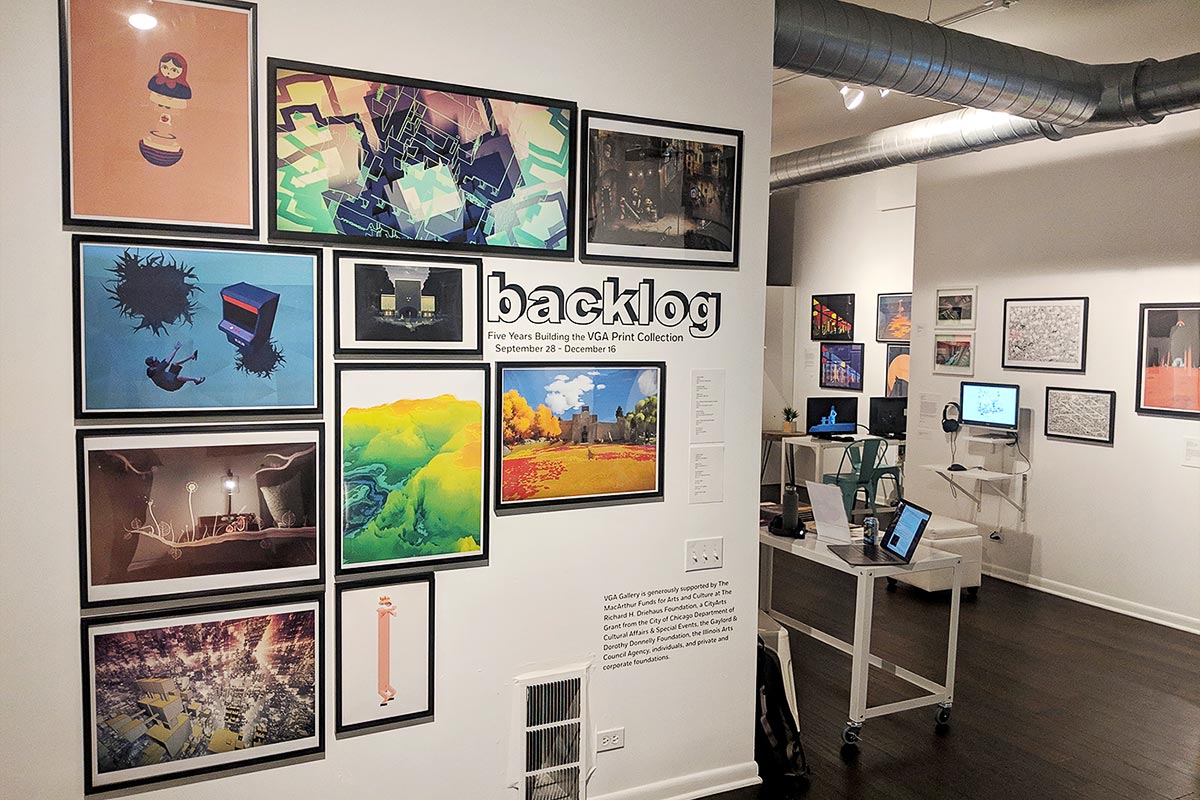 backlog
Five Years Building the VGA Print Collection
September 28 - December 16
VGA Gallery is generously supported by The
MacArthur Funds for Arts and Culture at The
Richard H. Driehaus Foundation, a CityArts
Grant from the City of Chicago Department of
Cultural Affairs & Special Events, the Gaylord &
Dorothy Donnelly Foundation, the Illinois Arts
Council Agency, individuals, and private and
corporate foundations.